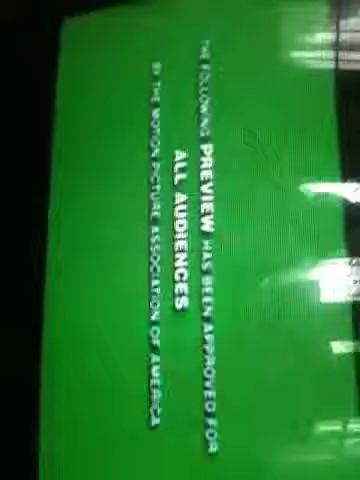 THE FOLLOWING PREVIEW HAS BEEN APPROVED FOR
ALL AUDIENCES
BY THE MOTION PICTURE ASSOCIATION OF AMERICA